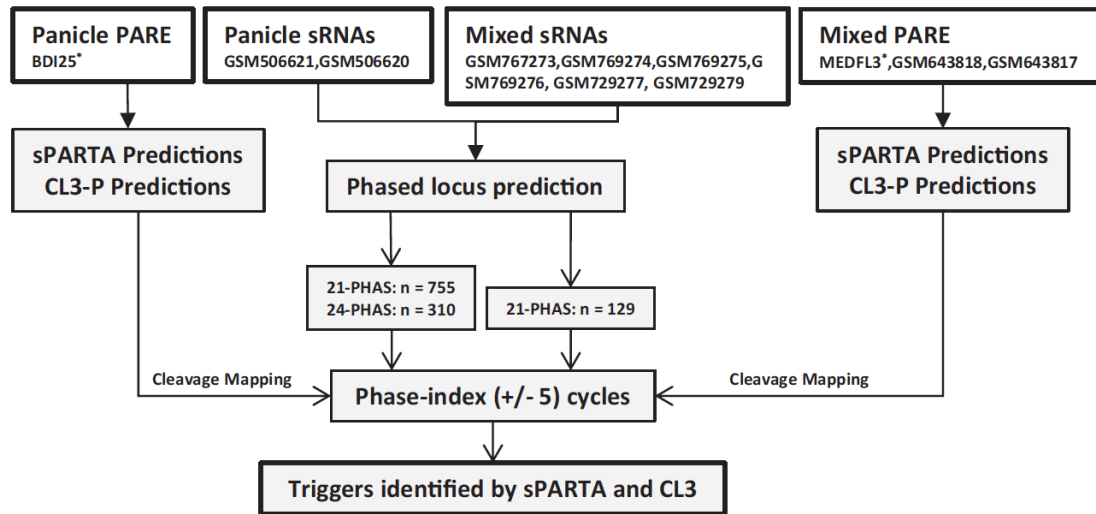 Panicle PARE
BDI25*
Panicle sRNAs
GSM506621,GSM506620
Mixed sRNAs
GSM767273,GSM769274,GSM769275,G
SM769276, GSM729277, GSM729279
Mixed PARE
MEDFL3*,GSM643818,GSM643817
sPARTA Predictions
CL3-P Predictions
Phased locus prediction
sPARTA Predictions
CL3-P Predictions
21-PHAS: n = 755
24-PHAS: n = 310
21-PHAS: n = 129
Cleavage Mapping
Phase-index (+/- 5) cycles
Cleavage Mapping
Triggers identified by sPARTA and CL3